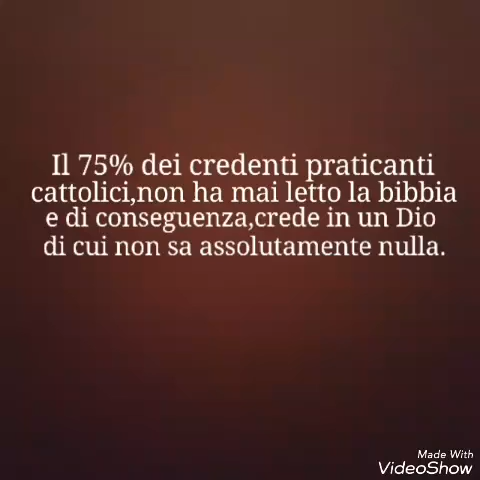 Il 75% dei credenti praticanti
cattolici,non ha mai letto la bibbia
e di conseguenza,crede in un Dio
di cui non sa assolutamente nulla.
Made With
VideoShow